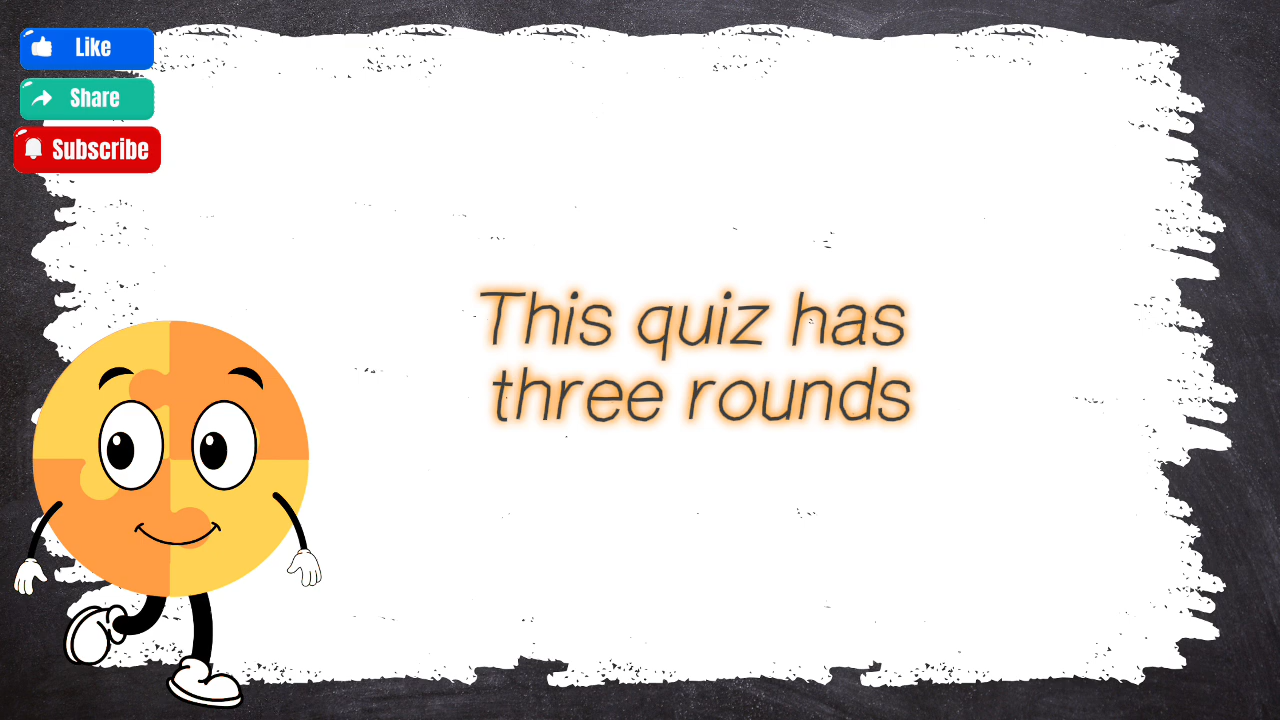 Like
Share
Subscribe
This quiz has
three rounds